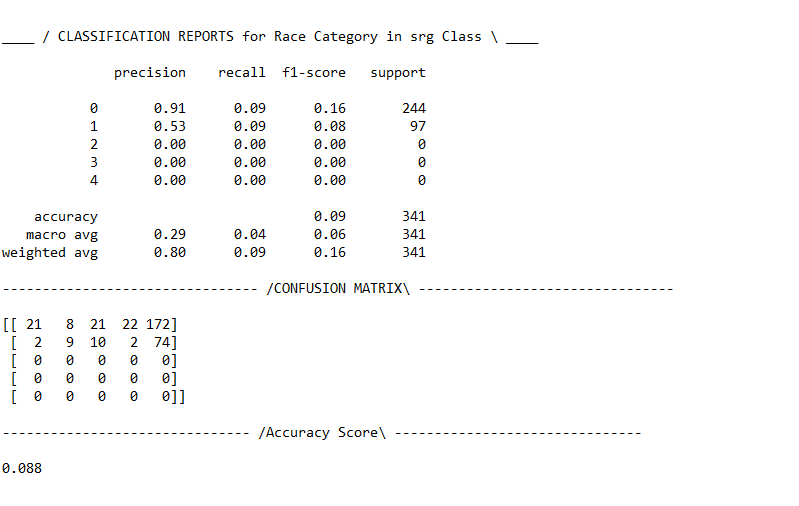 ____ / CLASSIFICATION REPORTS for Race Category in srg Class \ ____
precision recall f1-score support
0 0.91 0.09 0.16 244
1 0.53 0.09 0.08 97
2 0.00 0.00 0.00 0
3 0.00 0.00 0.00 0
4 0.00 0.00 0.00 0
accuracy 0.09 341
macro avg 0.29 0.04 0.06 341
weighted avg 0.80 0.09 0.16 341
-------------------------------- /CONFUSION MATRIX\ --------------------------------
[[ 21 8 21 22 172]
[ 2 9 10 2 74]
[ 0 0 0 0 0]
[ 0 0 0 0 0]
[ 0 0 0 0 0]]
------------------------------- /Accuracy Score\ -------------------------------
0.088